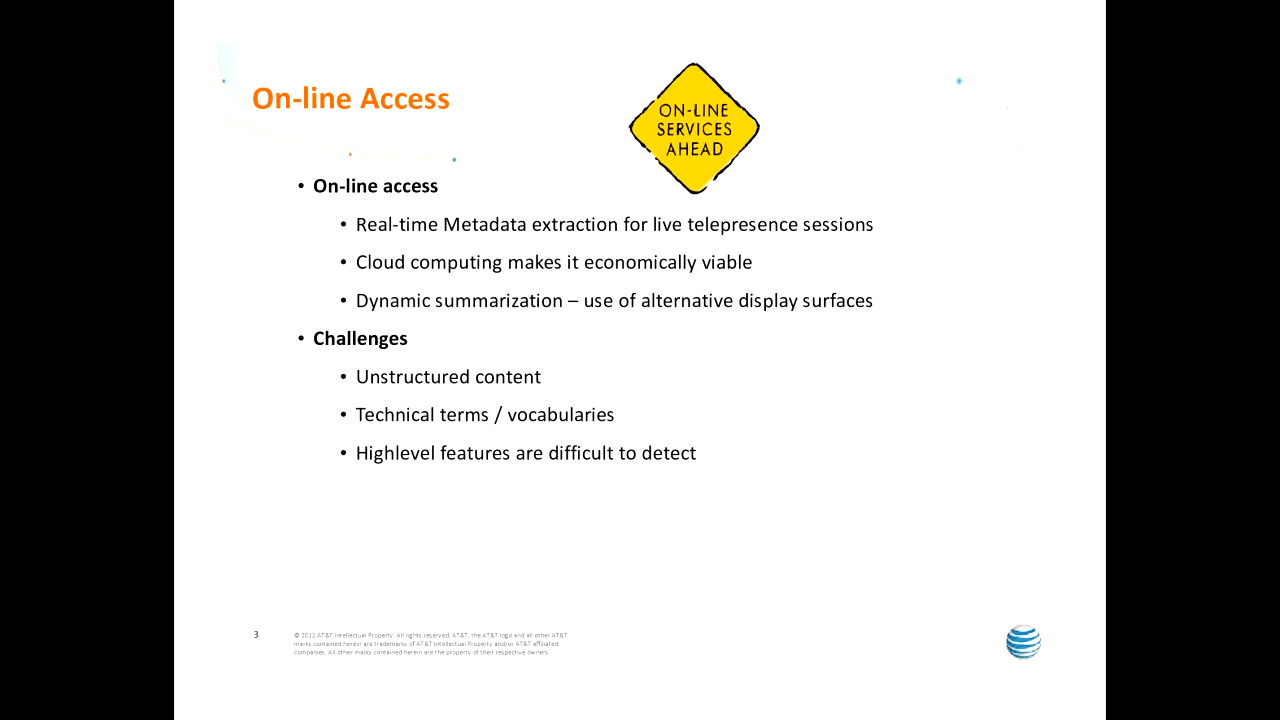 On-line Access
ON-LINE
SERVICES
AHEAD
• On-line access
• Real-time Metadata extraction for live telepresence sessions
• Cloud computing makes it economically viable
• Dynamic summarization – use of alternative display surfaces
• Challenges
• Unstructured content
• Technical terms / vocabularies
• Highlevel features are difficult to detect
3
© 2012 AT&T Intellectual Property. All rights reserved. AT&T, the AT&T logo and all other AT&T
marks contained herein are trademarks of AT&T Intellectual Property and/or AT&T affiliated
companies. All other marks contained herein are the property of their respective owners.